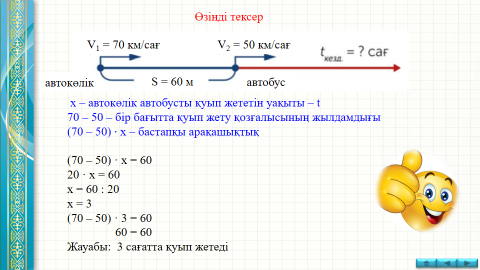 Өзіңді тексер
V₁ = 70 км/сағ V₂ = 50 км/сағ
tкезд. = ? сағ
автокөлік S = 60 м автобус
х – автокөлік автобусты қуып жететін уақыты – t
70 – 50 – бір бағытта қуып жету қозғалысының жылдамдығы
(70 – 50) · х – бастапқы арақашықтық
(70 – 50) · х = 60
20 · х = 60
х = 60 : 20
х = 3
(70 – 50) · 3 = 60
60 = 60
Жауабы: 3 сағатта қуып жетеді